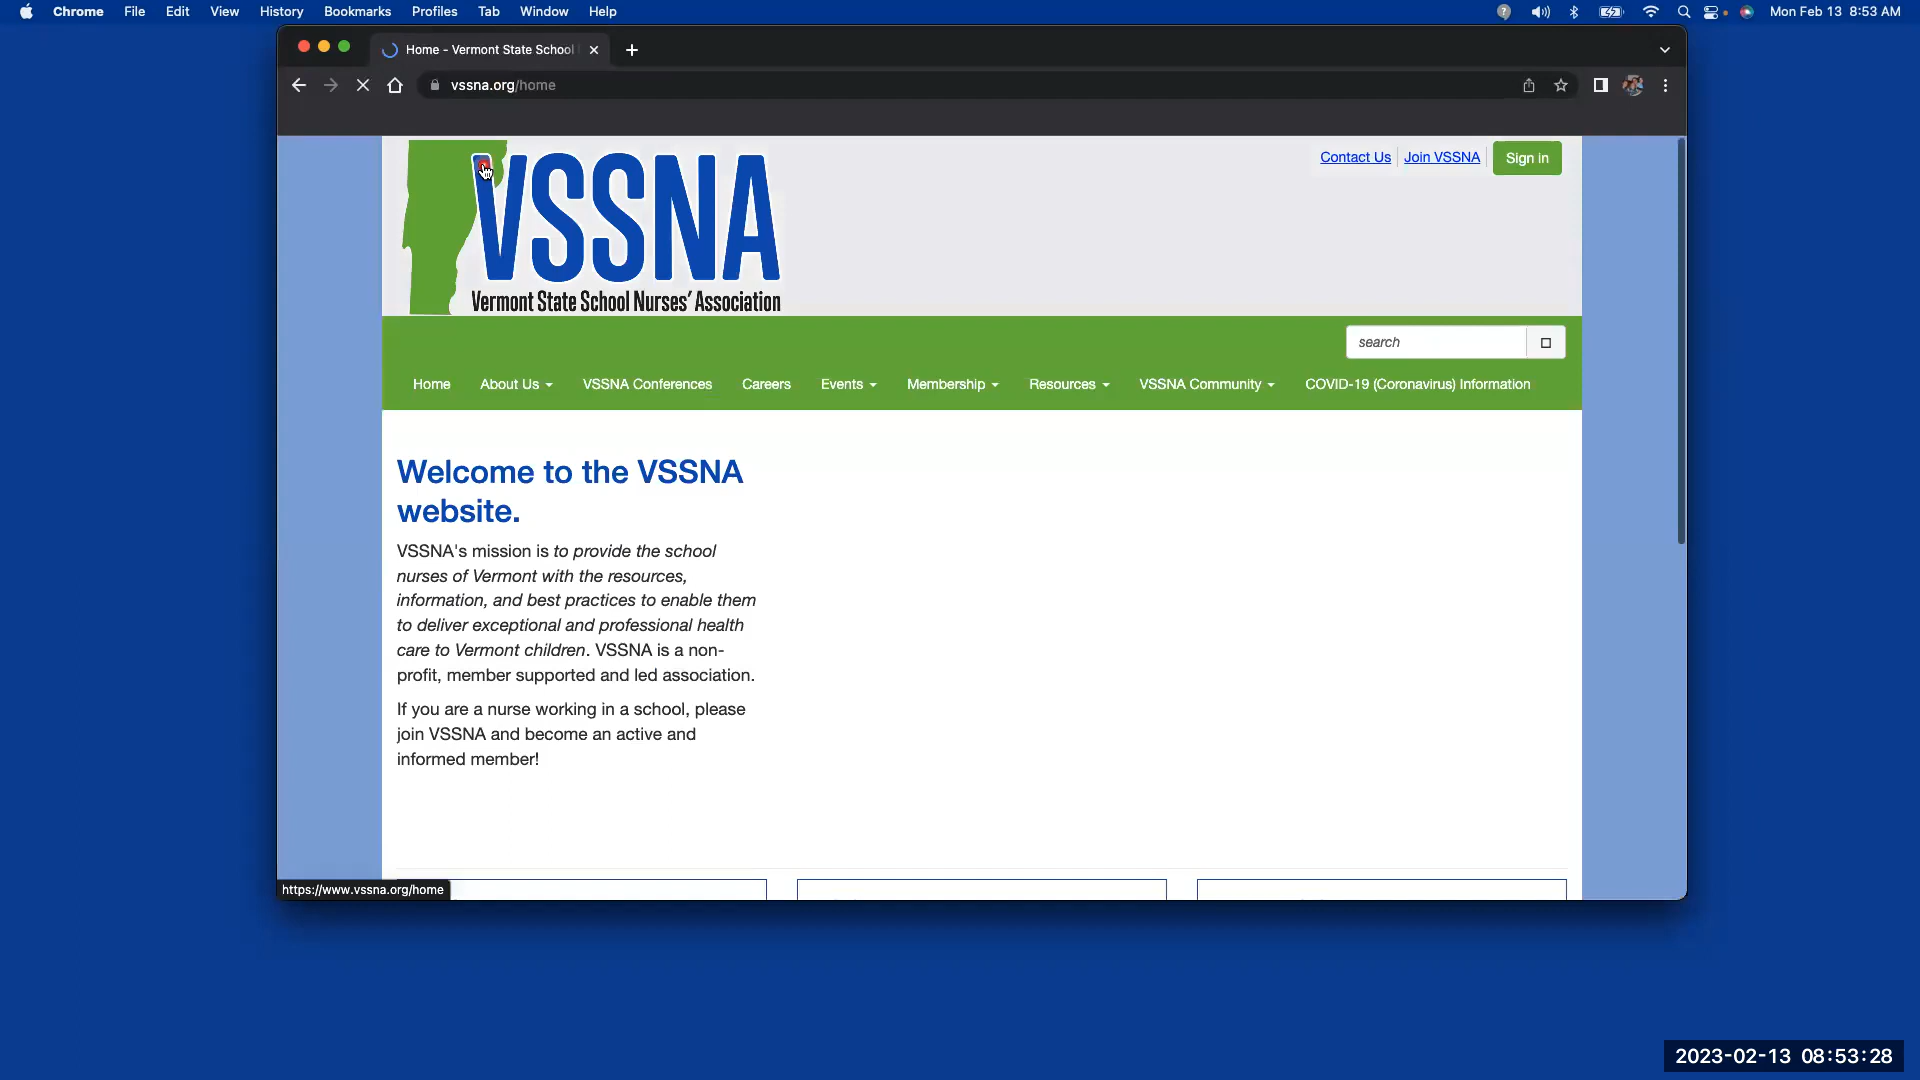 Chrome File Edit View History Bookmarks Profiles Tab Window Help Mon Feb 13 8:53 AM
Home - Vermont State School
vssna.org/home
VSSNA
Vermont State School Nurses' Association
Contact Us Join VSSNA Sign in
search
Home About Us VSSNA Conferences Careers Events Membership Resources VSSNA Community COVID-19 (Coronavirus) Information
Welcome to the VSSNA
website.
VSSNA's mission is to provide the school
nurses of Vermont with the resources,
information, and best practices to enable them
to deliver exceptional and professional health
care to Vermont children. VSSNA is a non-
profit, member supported and led association.
If you are a nurse working in a school, please
join VSSNA and become an active and
informed member!
https://www.vssna.org/home
2023-02-13 08:53:28